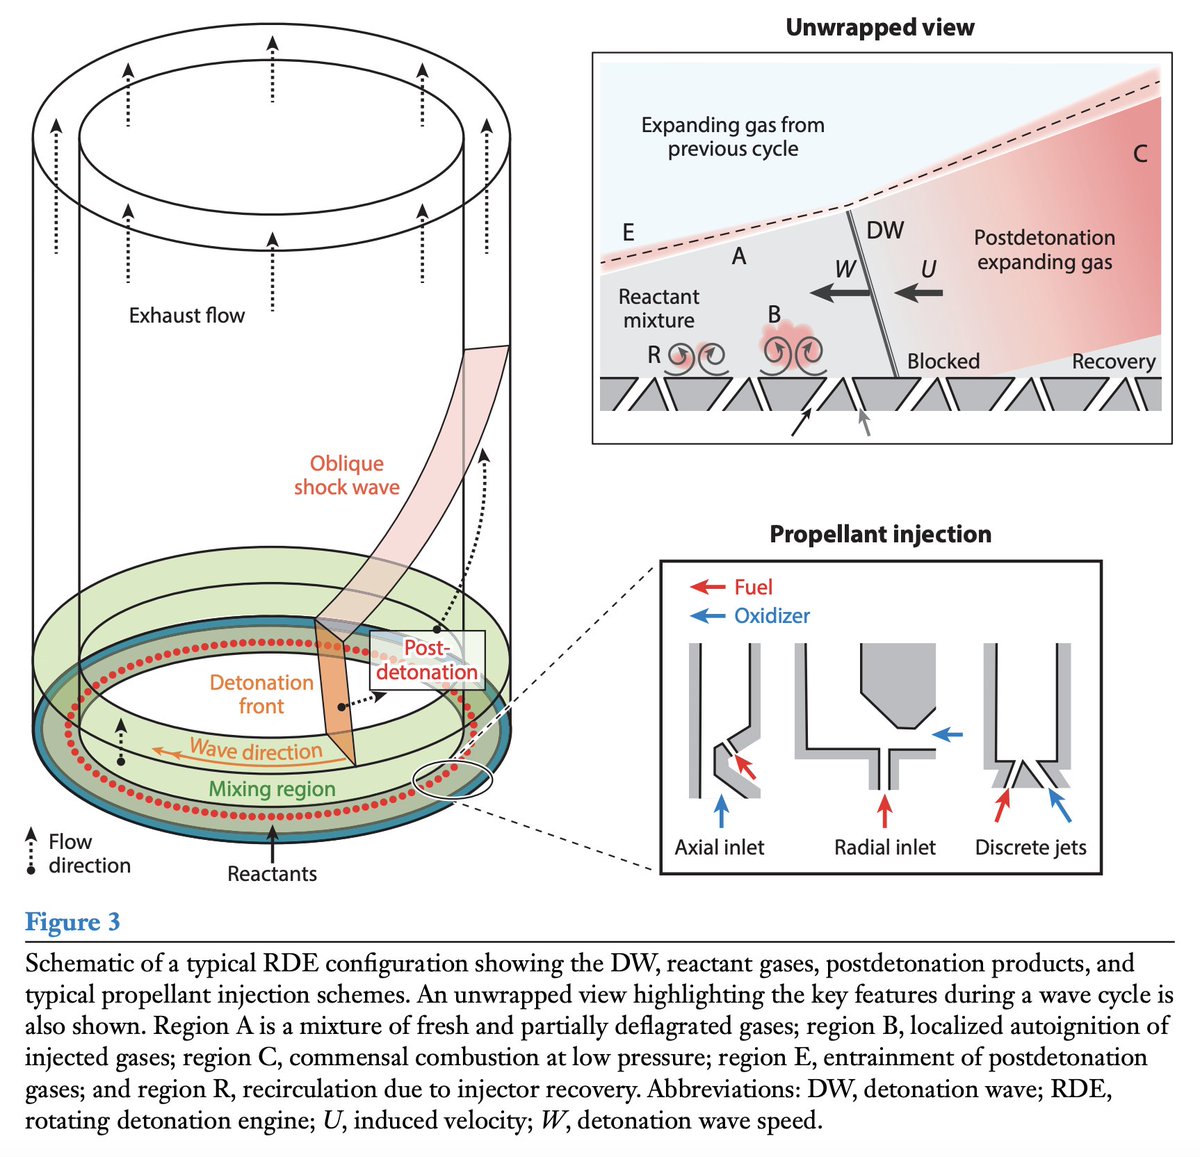 Unwrapped view
Expanding gas from
previous cycle
C
E
DW
A
Postdetonation
expanding gas
W
U
Reactant
mixture
B
R
Blocked
Recovery
Exhaust flow
Oblique
shock wave
Post-
detonation
Detonation
front
Wave direction
Mixing region
Flow
direction
Reactants
Propellant injection
Fuel
Oxidizer
Axial inlet
Radial inlet
Discrete jets
Figure 3
Schematic of a typical RDE configuration showing the DW, reactant gases, postdetonation products, and
typical propellant injection schemes. An unwrapped view highlighting the key features during a wave cycle is
also shown. Region A is a mixture of fresh and partially deflagrated gases; region B, localized autoignition of
injected gases; region C, commensal combustion at low pressure; region E, entrainment of postdetonation
gases; and region R, recirculation due to injector recovery. Abbreviations: DW, detonation wave; RDE,
rotating detonation engine; U, induced velocity; W, detonation wave speed.